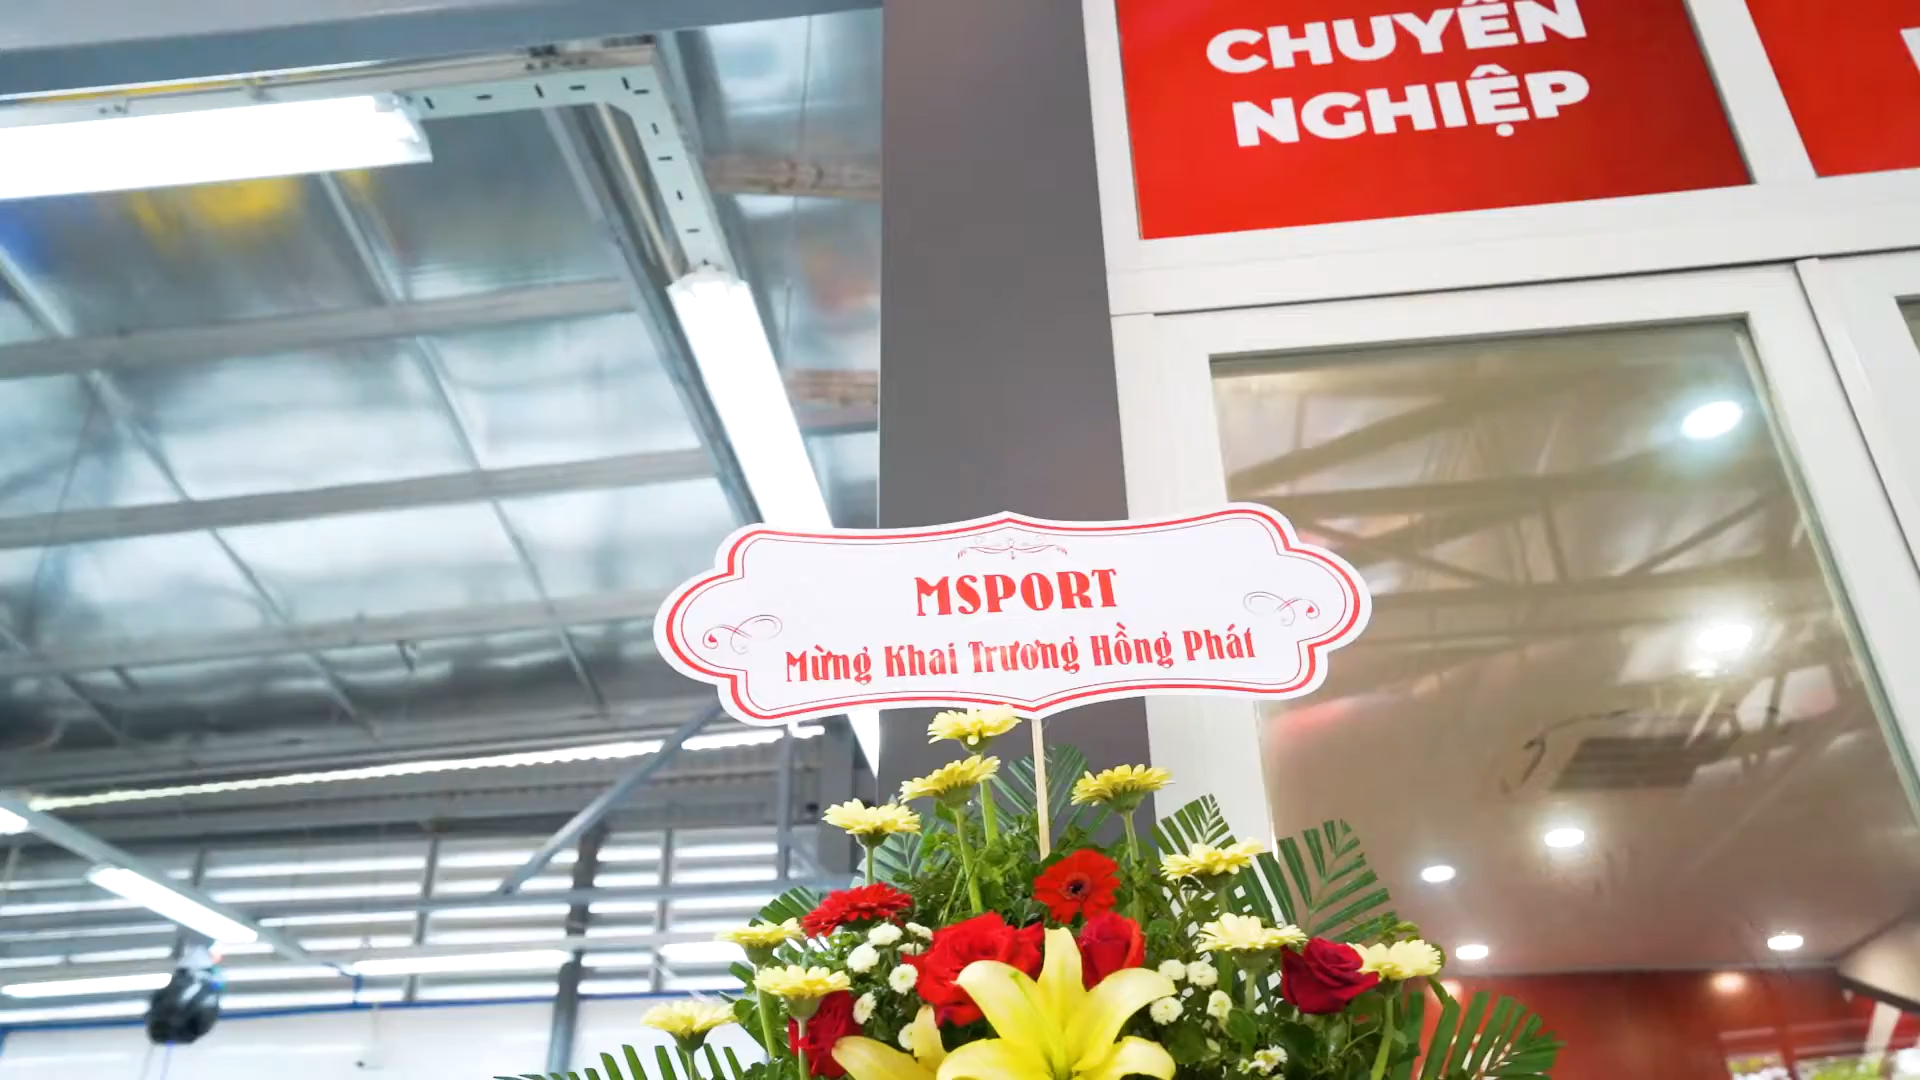 CHUYÊN
NGHIỆP
MSPORT
Mừng Khai Trương Hồng Phát